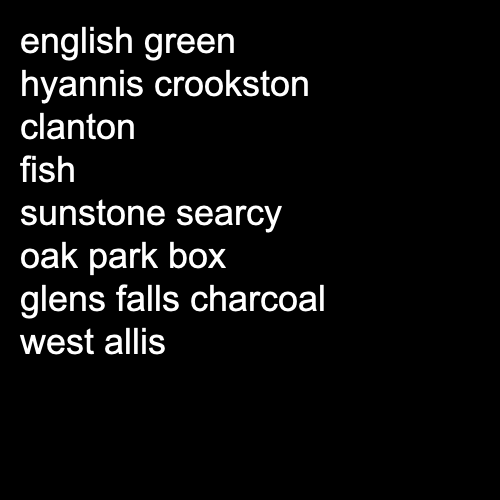 english green
hyannis crookston
clanton
fish
sunstone searcy
oak park box
glens falls charcoal
west allis